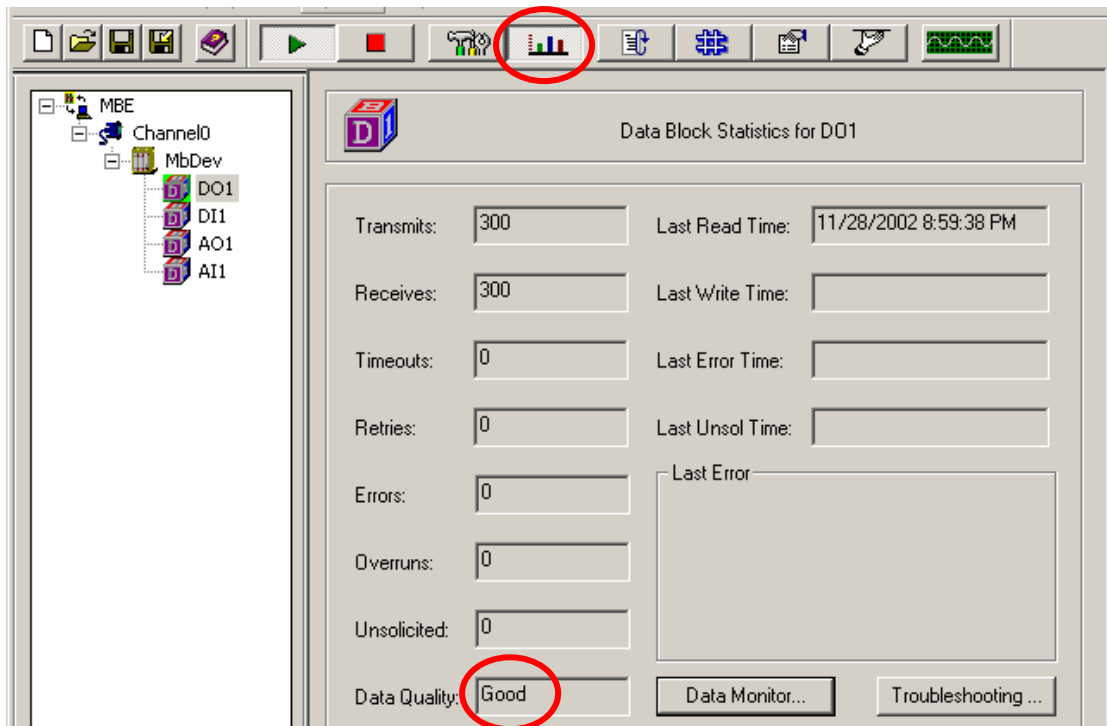 MBE
Channel0
MbDev
DO1
DI1
AO1
AI1
Data Block Statistics for DO1
Transmits: 300 Last Read Time: 11/28/2002 8:59:38 PM
Receives: 300 Last Write Time:
Timeouts: 0 Last Error Time:
Retries: 0 Last Unsol Time:
Errors: 0 Last Error
Overruns: 0
Unsolicited: 0
Data Quality: Good Data Monitor... Troubleshooting ...